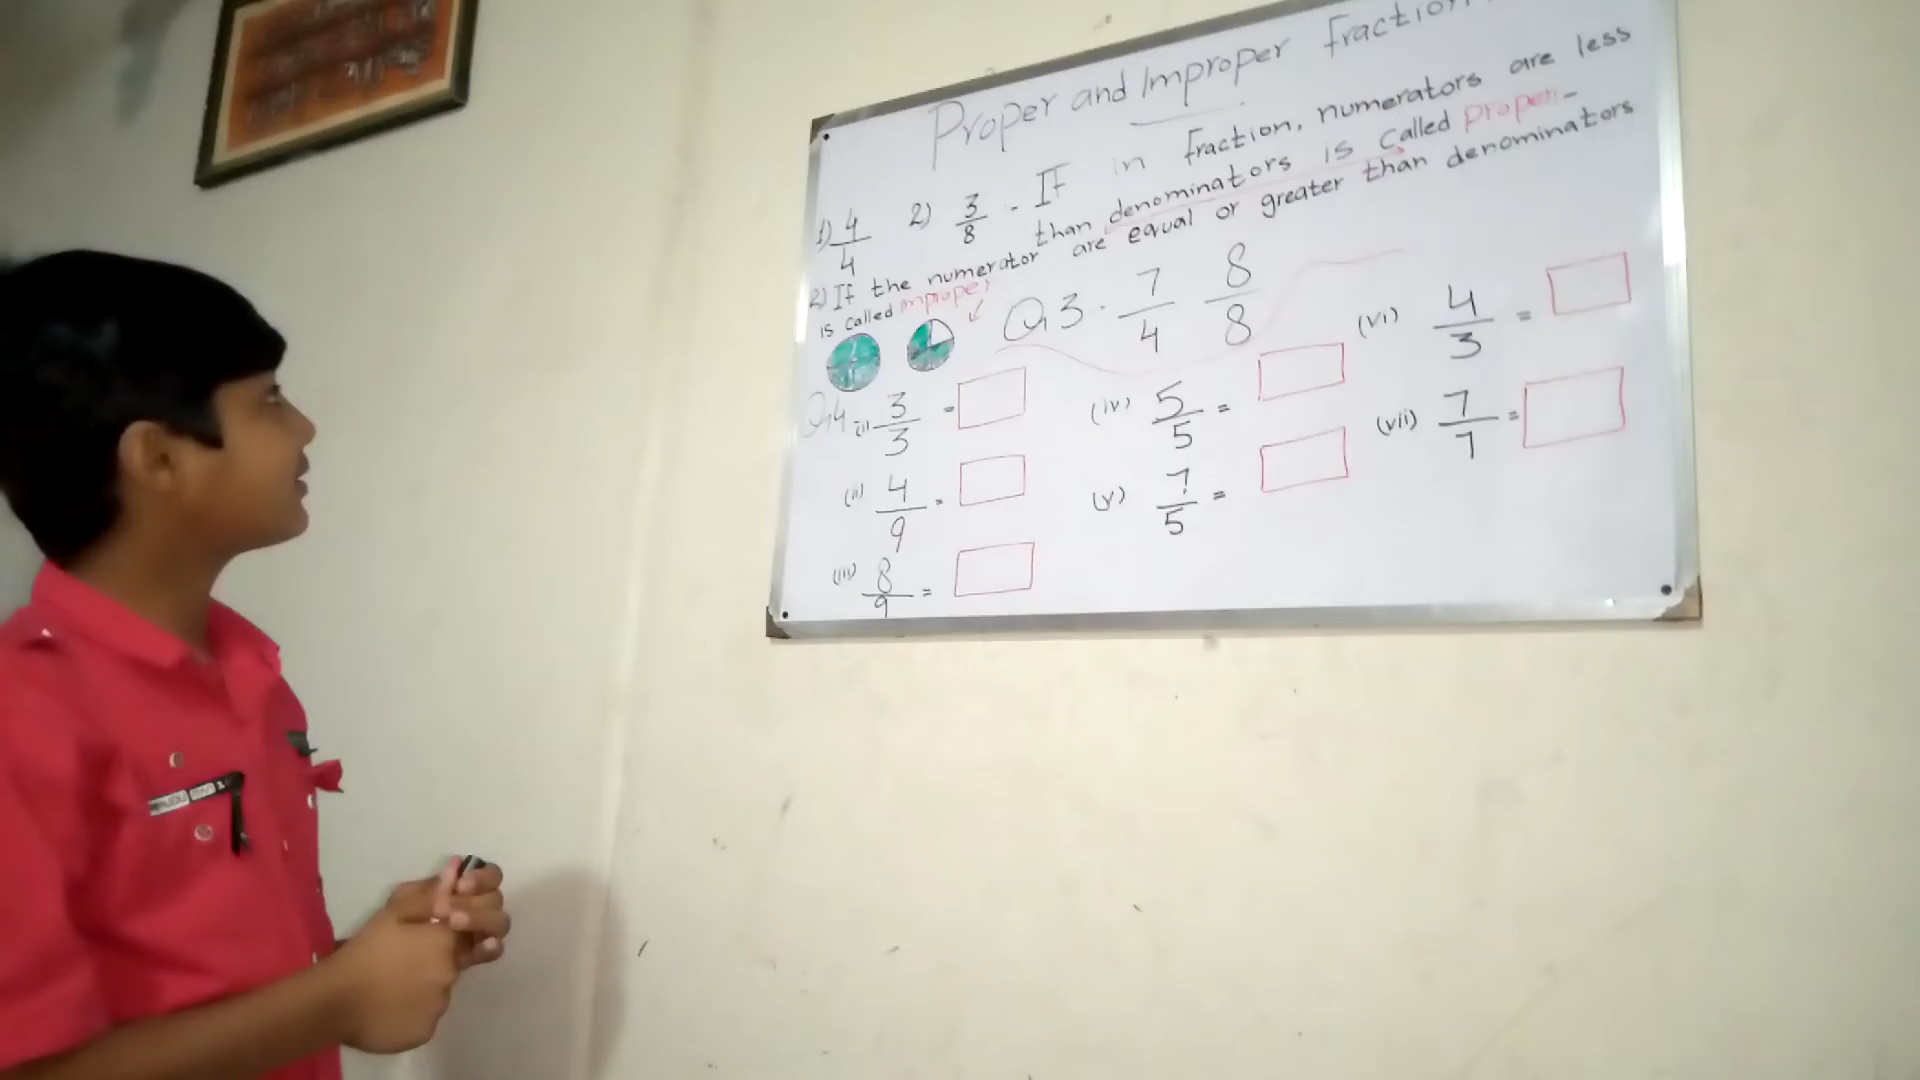 Proper and Improper fraction
1) 4/4 2) 3/8 - If in fraction, numerators are less
than denominators is called proper-
2) If the numerator are equal or greater than denominators
is called improper
Q3. 7/4 8/8
Q4 (i) 3/3 =
(ii) 4/9 =
(iii) 8/9 =
(iv) 5/5 =
(v) 7/5 =
(vi) 4/3 =
(vii) 7/7 =